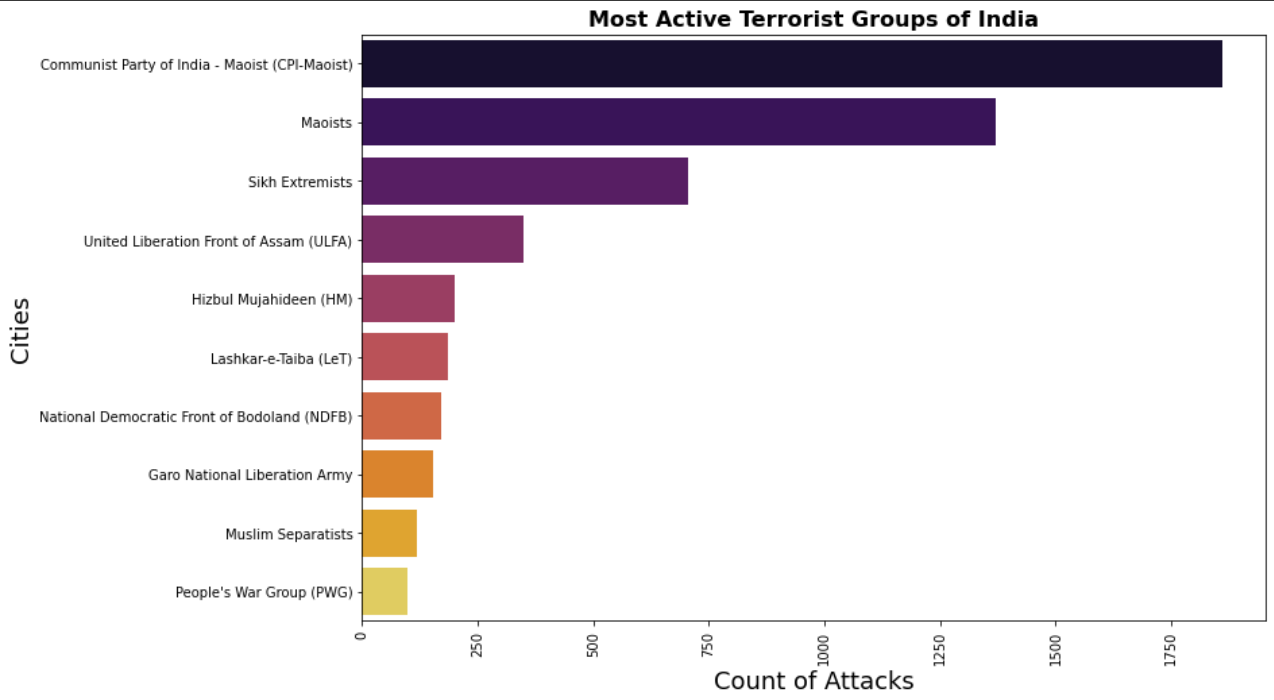 Most Active Terrorist Groups of India
Communist Party of India - Maoist (CPI-Maoist)
Maoists
Sikh Extremists
United Liberation Front of Assam (ULFA)
Hizbul Mujahideen (HM)
Lashkar-e-Taiba (LeT)
National Democratic Front of Bodoland (NDFB)
Garo National Liberation Army
Muslim Separatists
People's War Group (PWG)
Cities
0
250
500
750
1000
1250
1500
1750
Count of Attacks